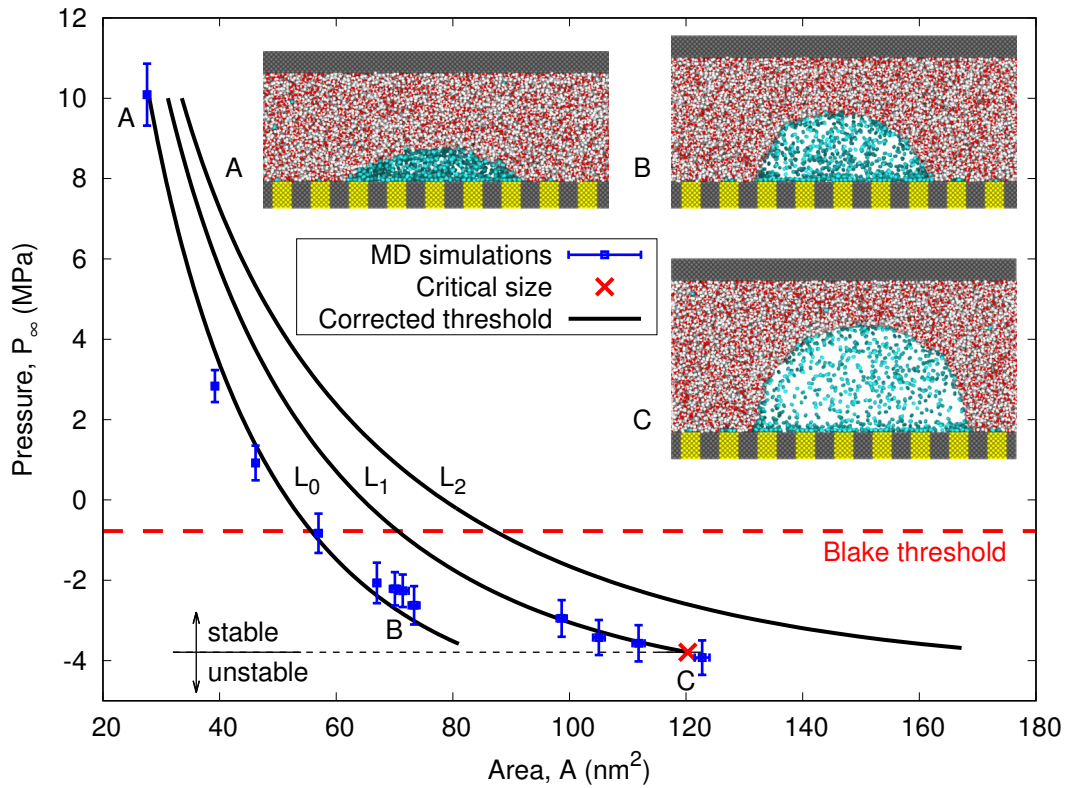 12
10
8
6
4
2
0
-2
-4
20
40
60
80
100
120
140
160
180
Pressure, P∞ (MPa)
Area, A (nm²)
A
A
B
C
MD simulations
Critical size
Corrected threshold
L₀
L₁
L₂
Blake threshold
B
stable
unstable
C